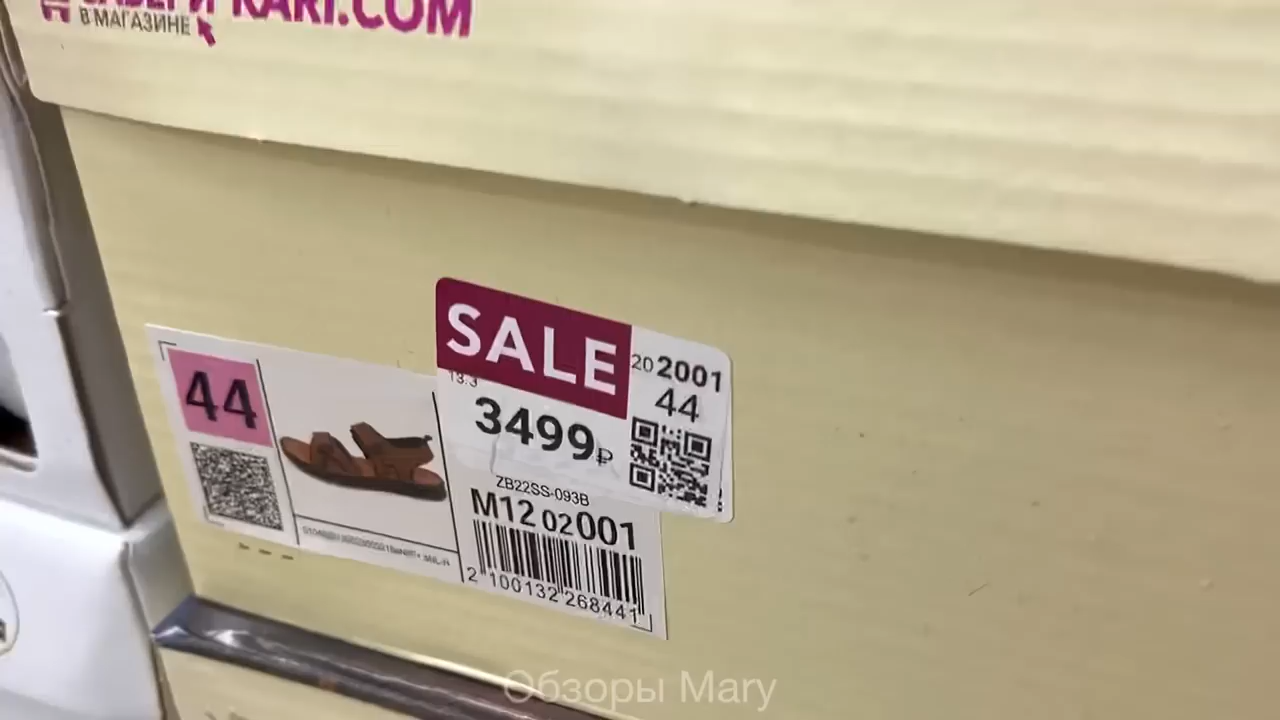 KARI.COM
В МАГАЗИНЕ
SALE
20 2001
44
3499₽
44
ZB22SS-093B
M12 02 001
2 100132 268441
Обзоры Mary